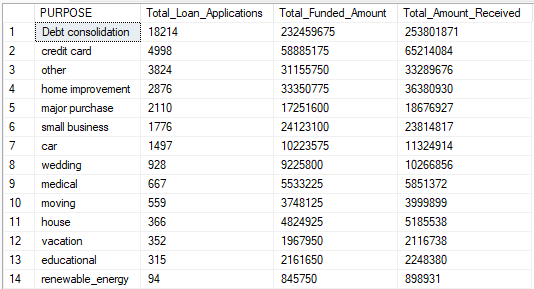 PURPOSE Total_Loan_Applications Total_Funded_Amount Total_Amount_Received
1 Debt consolidation 18214 232459675 253801871
2 credit card 4998 58885175 65214084
3 other 3824 31155750 33289676
4 home improvement 2876 33350775 36380930
5 major purchase 2110 17251600 18676927
6 small business 1776 24123100 23814817
7 car 1497 10223575 11324914
8 wedding 928 9225800 10266856
9 medical 667 5533225 5851372
10 moving 559 3748125 3999899
11 house 366 4824925 5185538
12 vacation 352 1967950 2116738
13 educational 315 2161650 2248380
14 renewable_energy 94 845750 898931